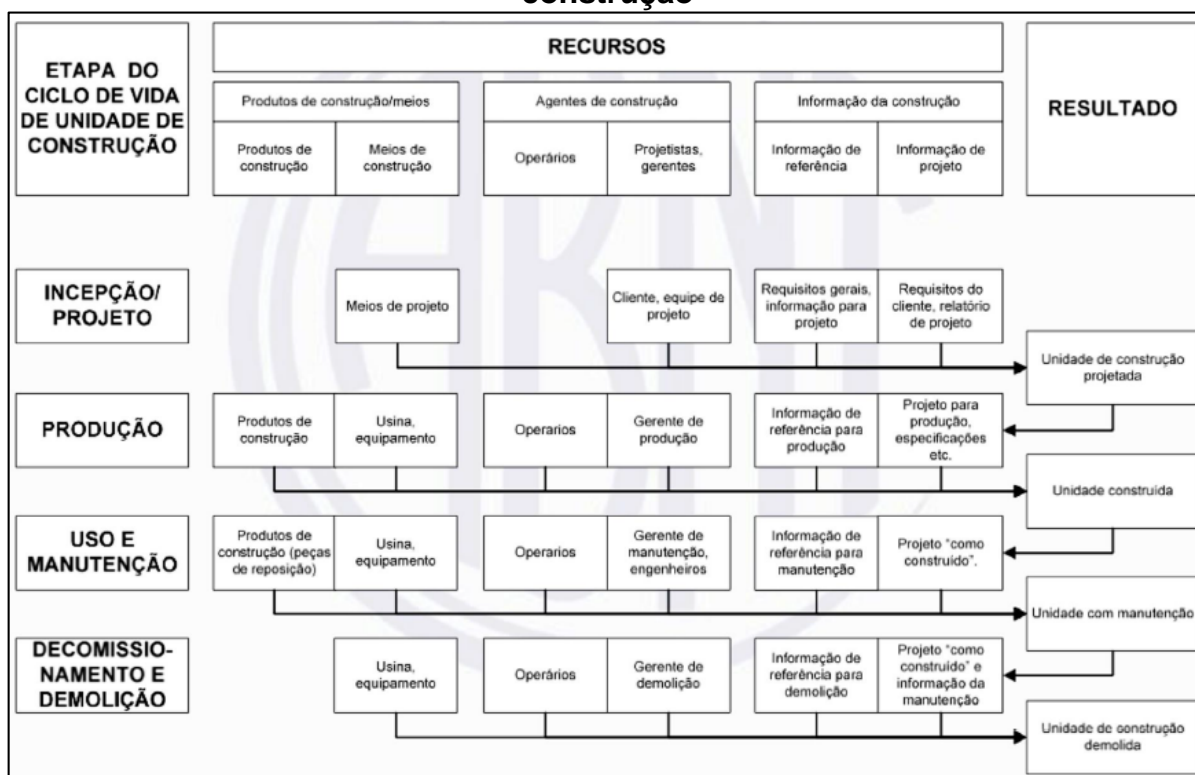 construção
ETAPA DO
CICLO DE VIDA
DE UNIDADE DE
CONSTRUÇÃO
RECURSOS
RESULTADO
Produtos de construção/meios
Agentes de construção
Informação da construção
Produtos de
construção
Meios de
construção
Operários
Projetistas,
gerentes
Informação de
referência
Informação de
projeto
INCEPÇÃO/
PROJETO
Meios de projeto
Cliente, equipe de
projeto
Requisitos gerais,
informação para
projeto
Requisitos do
cliente, relatório
de projeto
Unidade de construção
projetada
PRODUÇÃO
Produtos de
construção
Usina,
equipamento
Operarios
Gerente de
produção
Informação de
referência para
produção
Projeto para
produção,
especificações
etc.
Unidade construída
USO E
MANUTENÇÃO
Produtos de
construção (peças
de reposição)
Usina,
equipamento
Operarios
Gerente de
manutenção,
engenheiros
Informação de
referência para
manutenção
Projeto "como
construído".
Unidade com manutenção
DECOMISSIO-
NAMENTO E
DEMOLIÇÃO
Usina,
equipamento
Operários
Gerente de
demolição
Informação de
referência para
demolição
Projeto "como
construído" e
informação da
manutenção
Unidade de construção
demolida
ABNT